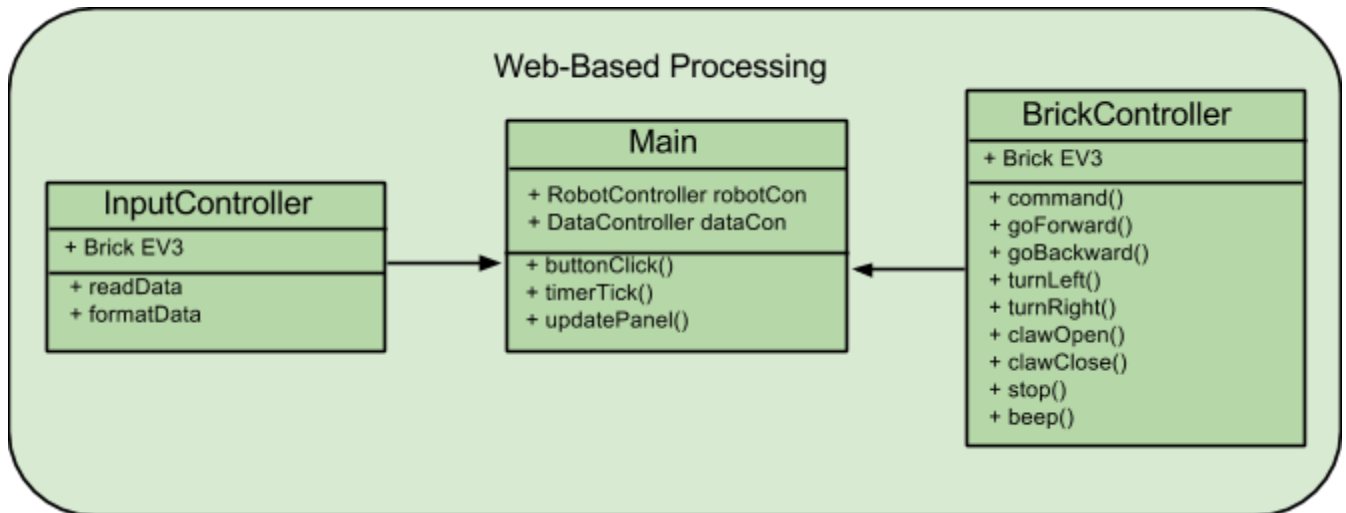 Web-Based Processing
InputController
+ Brick EV3
+ readData
+ formatData
Main
+ RobotController robotCon
+ DataController dataCon
+ buttonClick()
+ timerTick()
+ updatePanel()
BrickController
+ Brick EV3
+ command()
+ goForward()
+ goBackward()
+ turnLeft()
+ turnRight()
+ clawOpen()
+ clawClose()
+ stop()
+ beep()